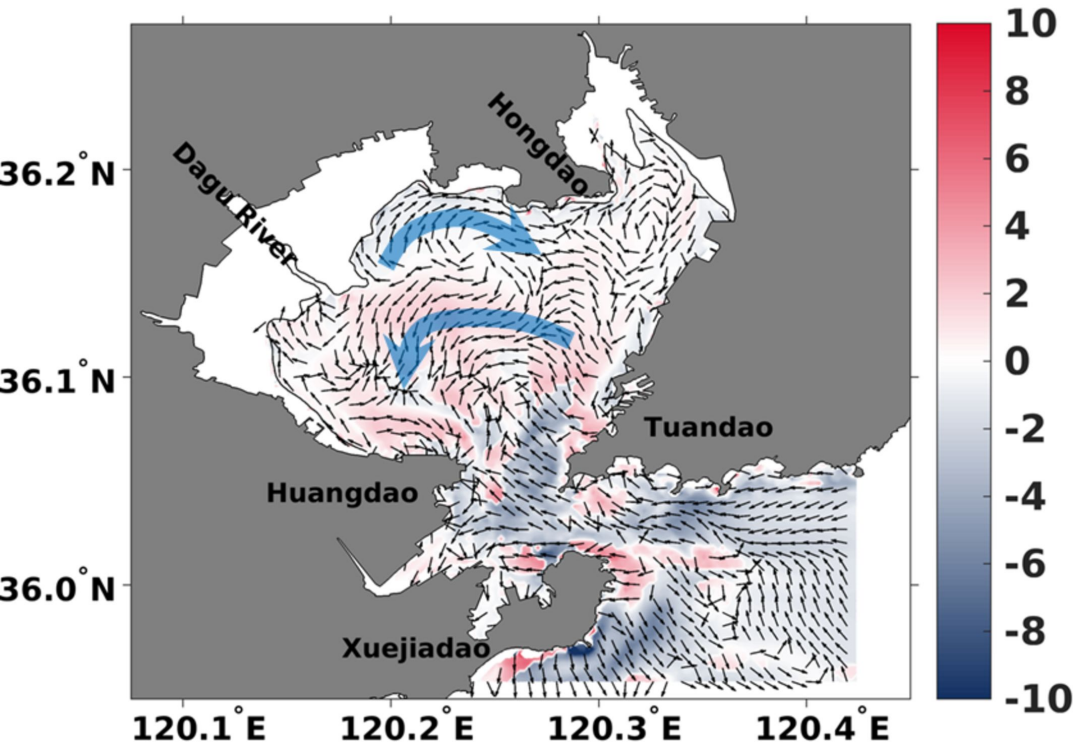 10
8
6
4
2
0
-2
-4
-6
-8
-10
36.2°N
36.1°N
36.0°N
Hongdao
Dagu River
Tuandao
Huangdao
Xuejiadao
120.1°E
120.2°E
120.3°E
120.4°E